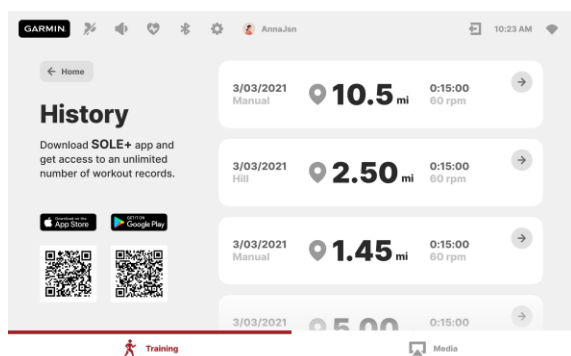 GARMIN
AnnaJsn
10:23 AM
Home
History
Download SOLE+ app and
get access to an unlimited
number of workout records.
Download on the
App Store
GET IT ON
Google Play
3/03/2021
Manual
10.5 mi
0:15:00
60 rpm
3/03/2021
Hill
2.50 mi
0:15:00
60 rpm
3/03/2021
Manual
1.45 mi
0:15:00
60 rpm
3/03/2021
5.00
0:15:00
Training
Media